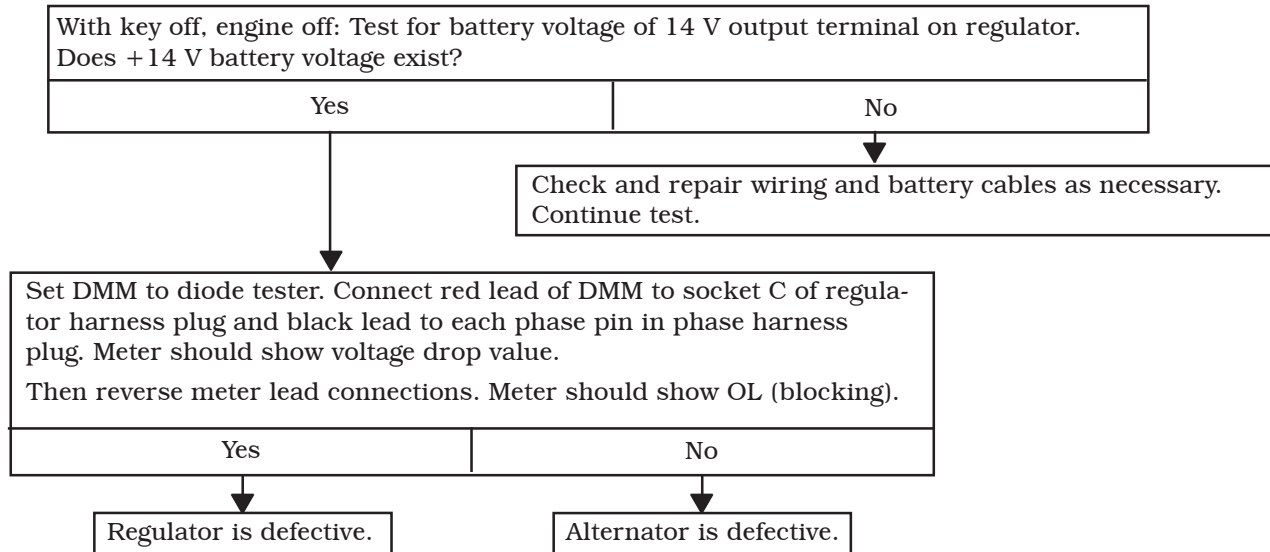 With key off, engine off: Test for battery voltage of 14 V output terminal on regulator.
Does +14 V battery voltage exist?
Yes
No
Check and repair wiring and battery cables as necessary.
Continue test.
Set DMM to diode tester. Connect red lead of DMM to socket C of regula-
tor harness plug and black lead to each phase pin in phase harness
plug. Meter should show voltage drop value.
Then reverse meter lead connections. Meter should show OL (blocking).
Yes
No
Regulator is defective.
Alternator is defective.